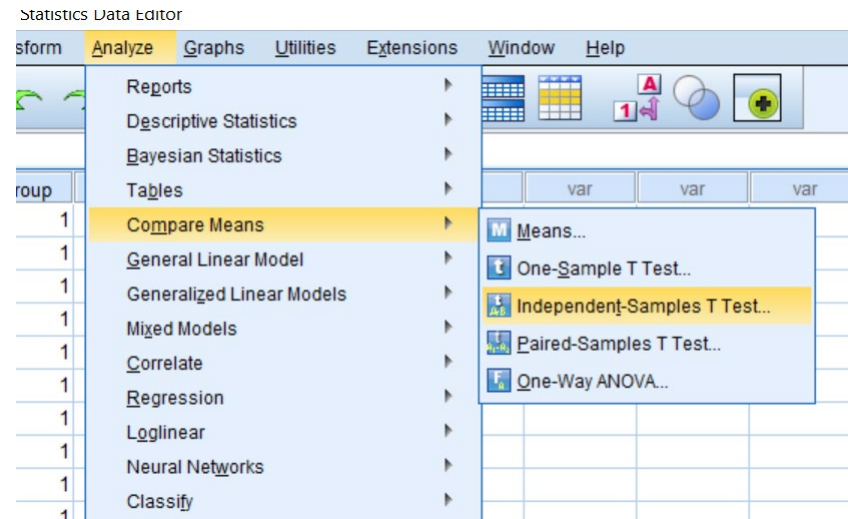 Statistics Data Editor
sform Analyze Graphs Utilities Extensions Window Help
Reports
Descriptive Statistics
Bayesian Statistics
Tables
Compare Means
General Linear Model
Generalized Linear Models
Mixed Models
Correlate
Regression
Loglinear
Neural Networks
Classify
A
1
roup var var var
1
1
1
1
1
1
1
1
1
1
M Means...
t One-Sample T Test...
Independent-Samples T Test...
Paired-Samples T Test...
One-Way ANOVA...